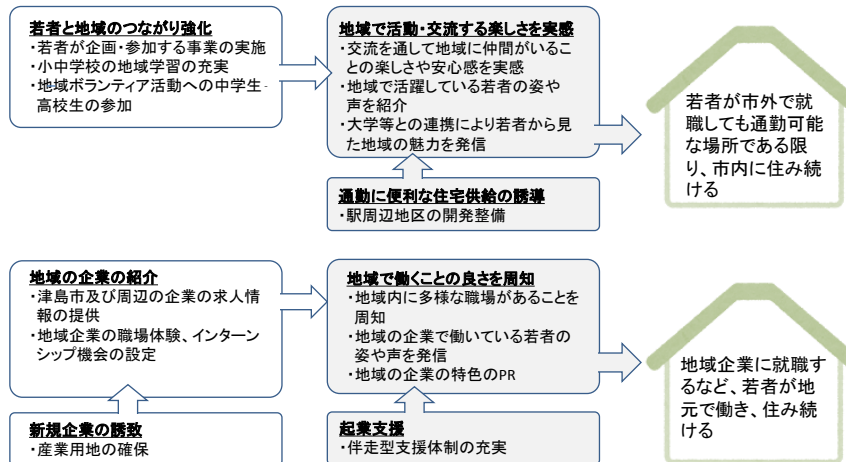 若者と地域のつながり強化
・若者が企画・参加する事業の実施
・小中学校の地域学習の充実
・地域ボランティア活動への中学生・
高校生の参加
地域で活動・交流する楽しさを実感
・交流を通して地域に仲間がいるこ
との楽しさや安心感を実感
・地域で活躍している若者の姿や
声を紹介
・大学等との連携により若者から見
た地域の魅力を発信
若者が市外で就
職しても通勤可能
な場所である限
り、市内に住み続
ける
通勤に便利な住宅供給の誘導
・駅周辺地区の開発整備
地域の企業の紹介
・津島市及び周辺の企業の求人情
報の提供
・地域企業の職場体験、インターン
シップ機会の設定
地域で働くことの良さを周知
・地域内に多様な職場があることを
周知
・地域の企業で働いている若者の
姿や声を発信
・地域の企業の特色のPR
地域企業に就職す
るなど、若者が地
元で働き、住み続
ける
新規企業の誘致
・産業用地の確保
起業支援
・伴走型支援体制の充実